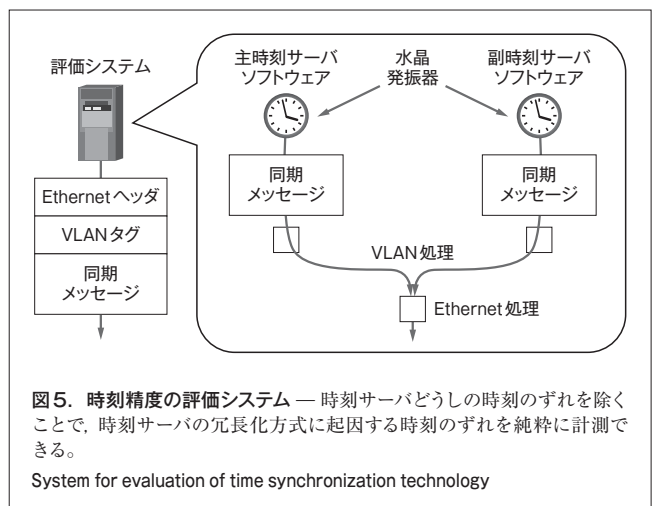 評価システム
Ethernetヘッダ
VLANタグ
同期
メッセージ
主時刻サーバ
ソフトウェア
水晶
発振器
副時刻サーバ
ソフトウェア
同期
メッセージ
同期
メッセージ
VLAN処理
Ethernet処理
図5. 時刻精度の評価システム ― 時刻サーバどうしの時刻のずれを除く
ことで，時刻サーバの冗長化方式に起因する時刻のずれを純粋に計測で
きる。
System for evaluation of time synchronization technology